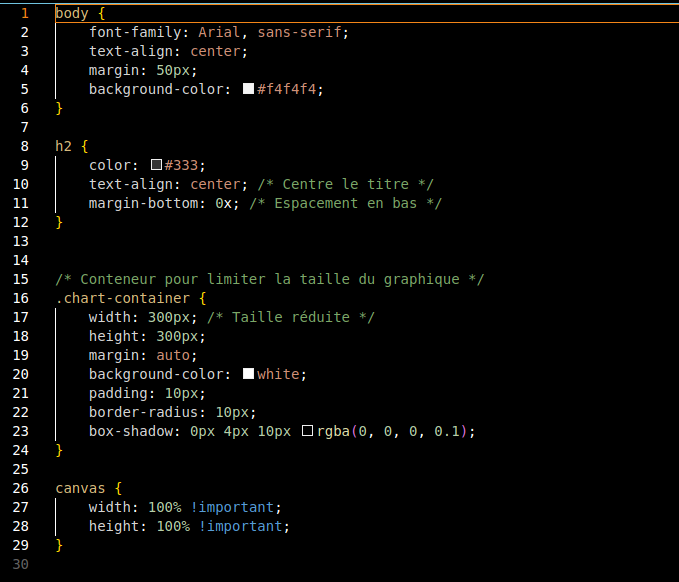 1 body {
2 font-family: Arial, sans-serif;
3 text-align: center;
4 margin: 50px;
5 background-color: #f4f4f4;
6 }
7
8 h2 {
9 color: #333;
10 text-align: center; /* Centre le titre */
11 margin-bottom: 0x; /* Espacement en bas */
12 }
13
14
15 /* Conteneur pour limiter la taille du graphique */
16 .chart-container {
17 width: 300px; /* Taille réduite */
18 height: 300px;
19 margin: auto;
20 background-color: white;
21 padding: 10px;
22 border-radius: 10px;
23 box-shadow: 0px 4px 10px rgba(0, 0, 0, 0.1);
24 }
25
26 canvas {
27 width: 100% !important;
28 height: 100% !important;
29 }
30